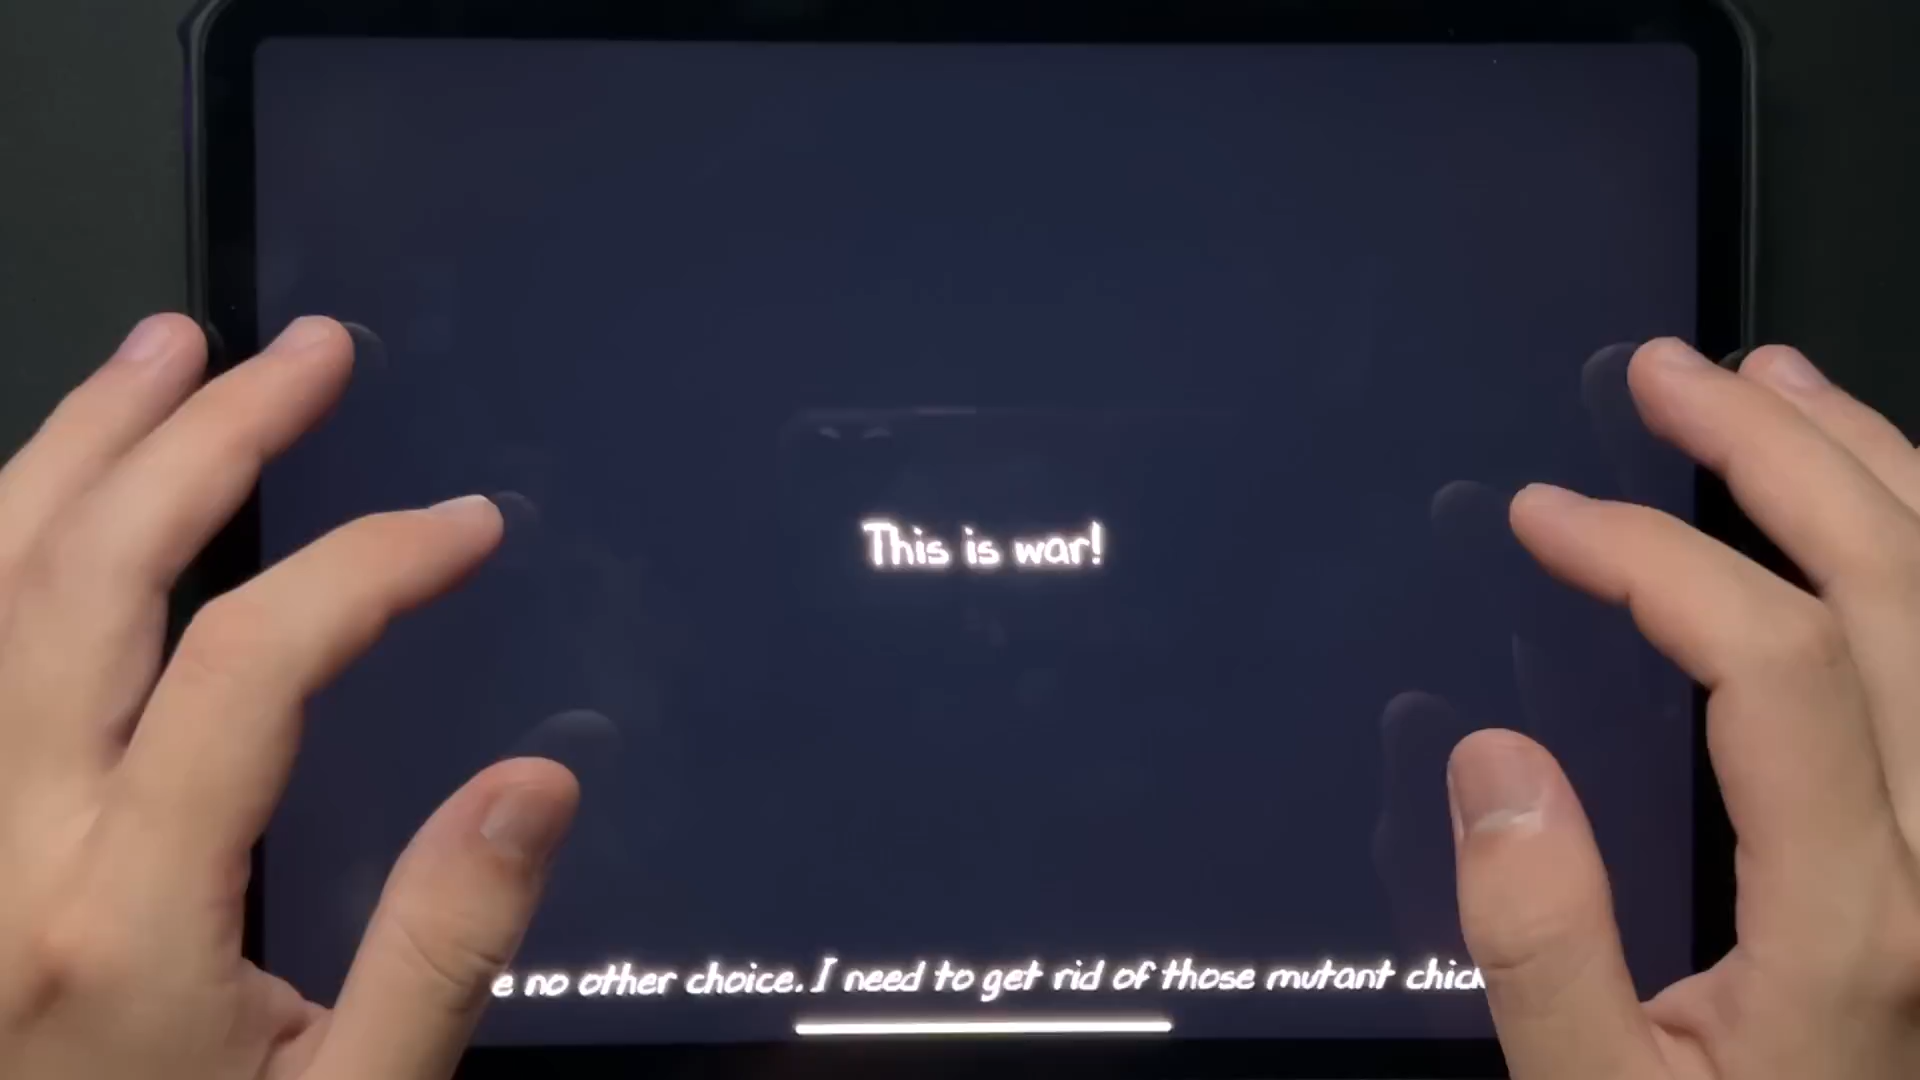 This is war!
e no other choice. I need to get rid of those mutant chick